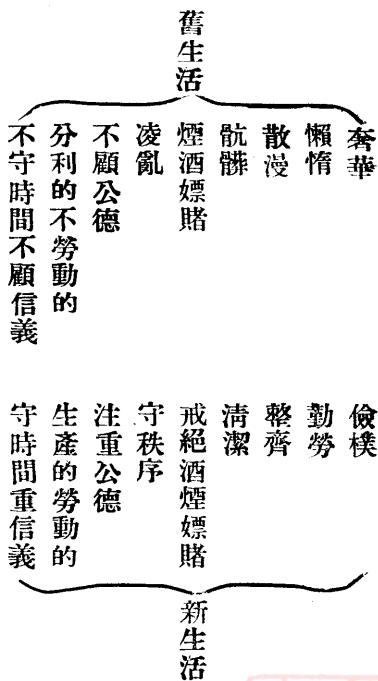 舊生活
奢華
懶惰
散漫
骯髒
煙酒嫖賭
凌亂
不顧公德
分利的不勞動的
不守時間不顧信義
儉樸
勤勞
整齊
清潔
戒絕酒煙嫖賭
守秩序
注重公德
生產的勞動的
守時間重信義
新生活